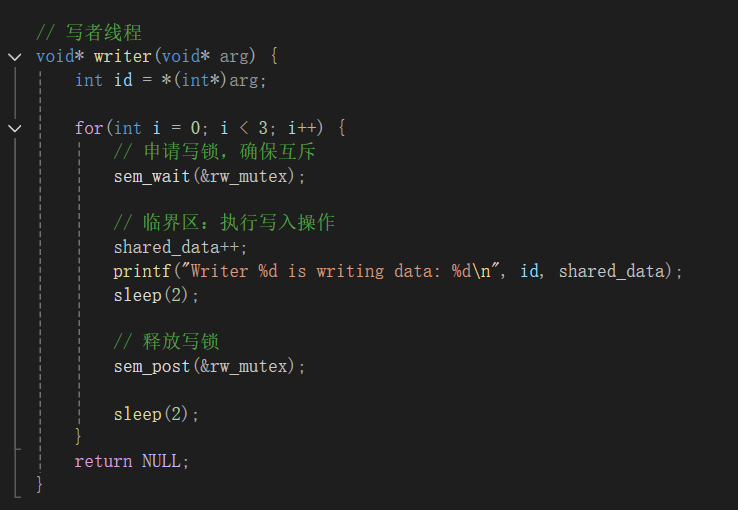 // 写者线程
void* writer(void* arg) {
int id = *(int*)arg;
for(int i = 0; i < 3; i++) {
// 申请写锁，确保互斥
sem_wait(&rw_mutex);
// 临界区：执行写入操作
shared_data++;
printf("Writer %d is writing data: %d\n", id, shared_data);
sleep(2);
// 释放写锁
sem_post(&rw_mutex);
sleep(2);
}
return NULL;
}